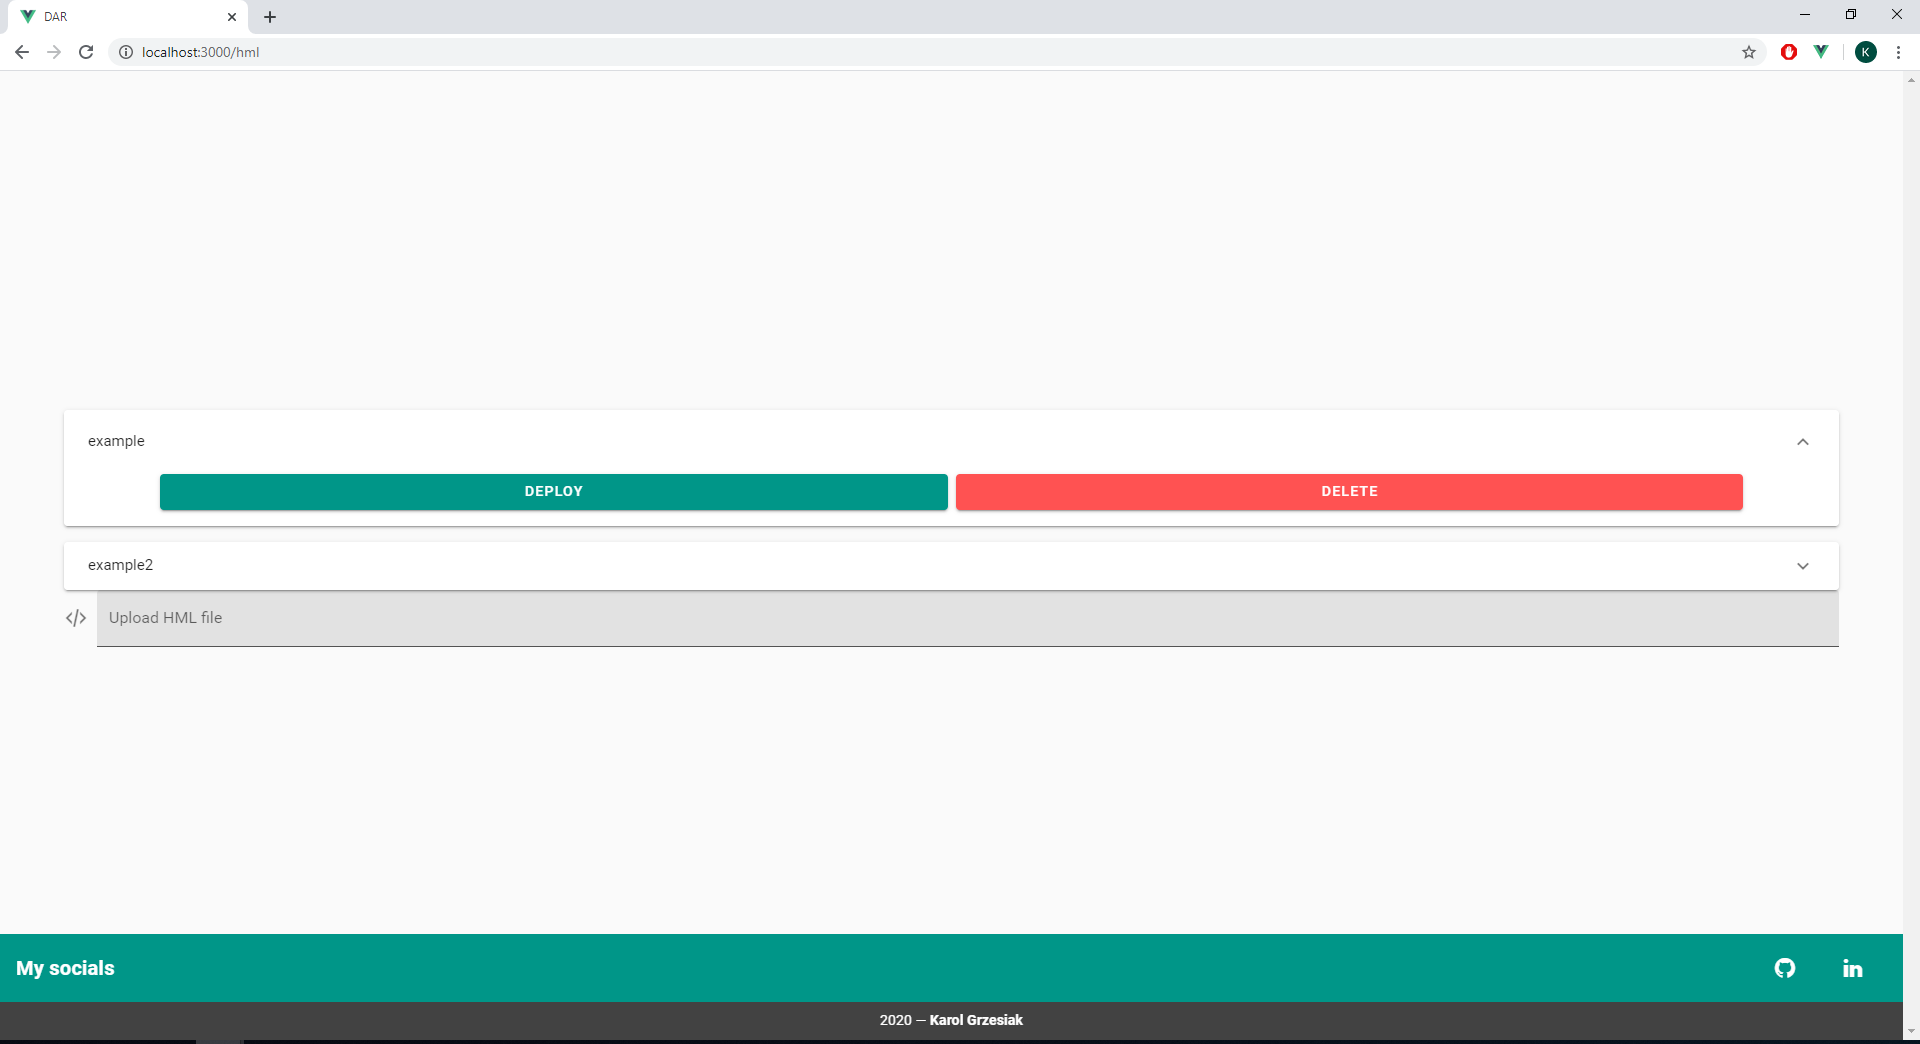 DAR
localhost:3000/hml
K
example
DEPLOY DELETE
example2
Upload HML file
My socials
in
2020 — Karol Grzesiak